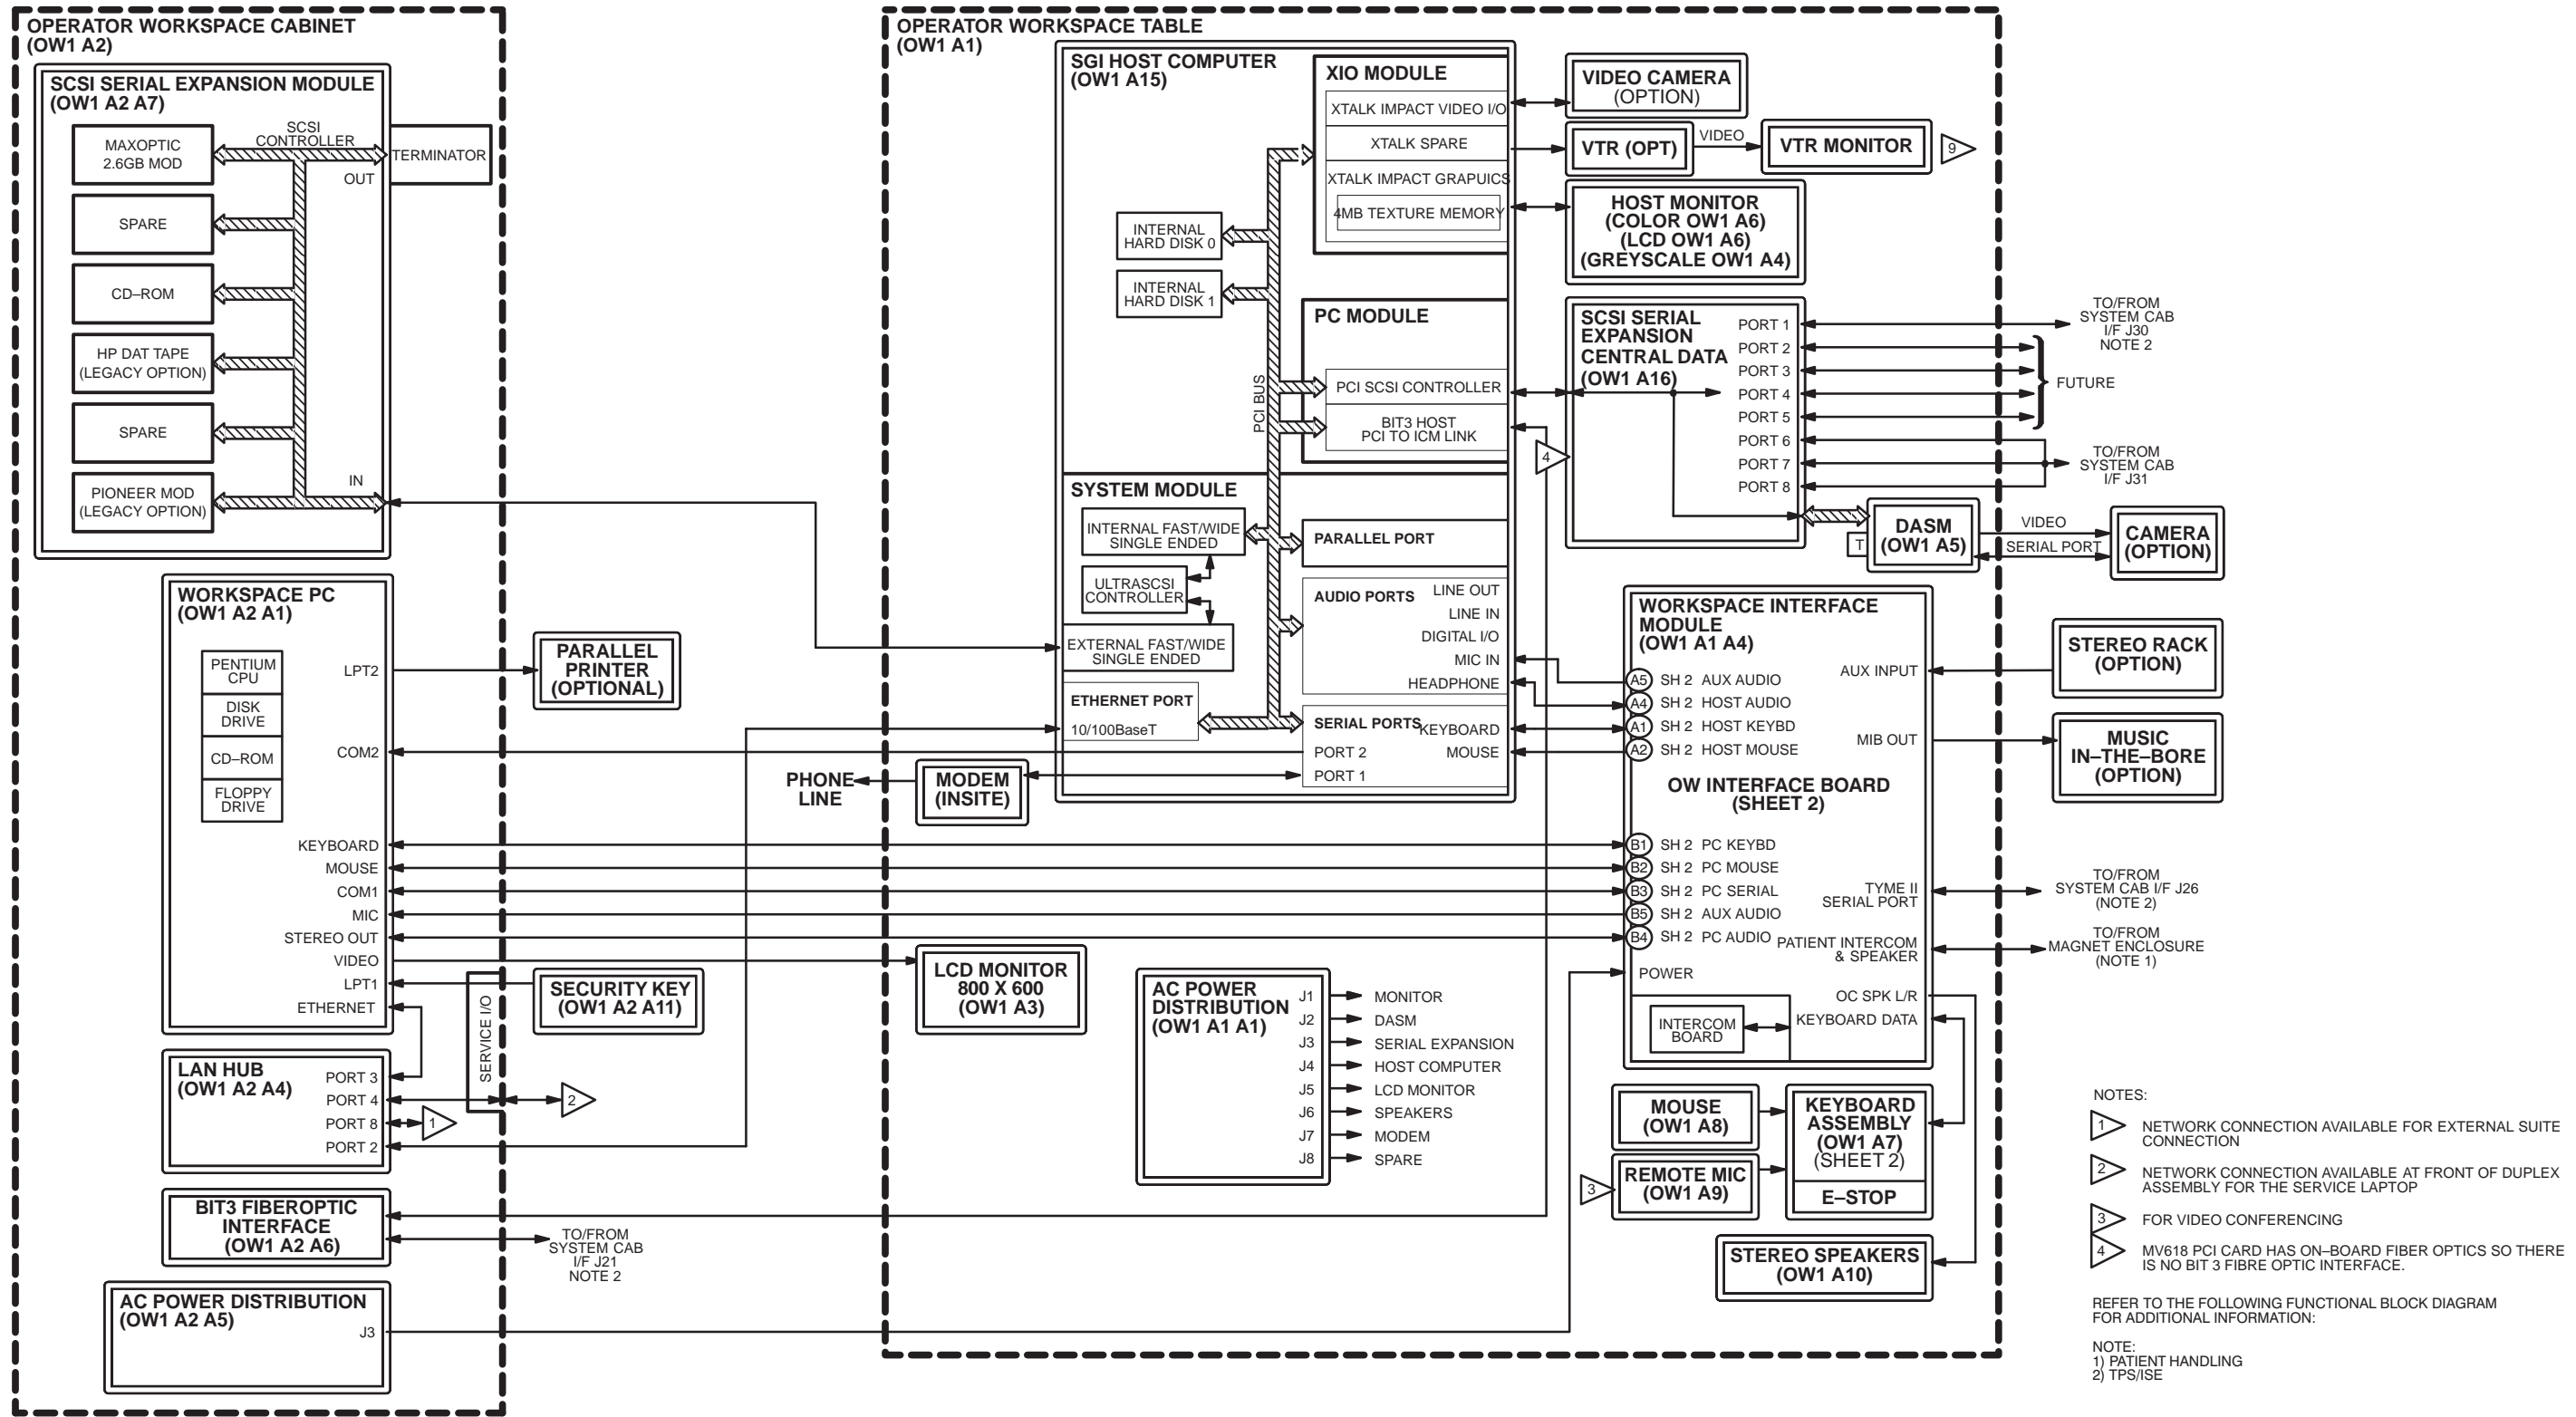 OPERATOR WORKSPACE CABINET
(OW1 A2)
SCSI SERIAL EXPANSION MODULE
(OW1 A2 A7)
MAXOPTIC
2.6GB MOD
SCSI
CONTROLLER
TERMINATOR
OUT
SPARE
CD–ROM
HP DAT TAPE
(LEGACY OPTION)
SPARE
PIONEER MOD
(LEGACY OPTION)
IN
WORKSPACE PC
(OW1 A2 A1)
PENTIUM
CPU
DISK
DRIVE
CD–ROM
FLOPPY
DRIVE
LPT2
COM2
KEYBOARD
MOUSE
COM1
MIC
STEREO OUT
VIDEO
LPT1
ETHERNET
PARALLEL
PRINTER
(OPTIONAL)
SECURITY KEY
(OW1 A2 A11)
SERVICE I/O
LAN HUB
(OW1 A2 A4)
PORT 3
PORT 4
PORT 8
PORT 2
1
2
BIT3 FIBEROPTIC
INTERFACE
(OW1 A2 A6)
TO/FROM
SYSTEM CAB
I/F J21
NOTE 2
AC POWER DISTRIBUTION
(OW1 A2 A5)
J3
OPERATOR WORKSPACE TABLE
(OW1 A1)
SGI HOST COMPUTER
(OW1 A15)
XIO MODULE
XTALK IMPACT VIDEO I/O
XTALK SPARE
XTALK IMPACT GRAPUICS
4MB TEXTURE MEMORY
INTERNAL
HARD DISK 0
INTERNAL
HARD DISK 1
PCI BUS
PC MODULE
PCI SCSI CONTROLLER
BIT3 HOST
PCI TO ICM LINK
SYSTEM MODULE
INTERNAL FAST/WIDE
SINGLE ENDED
ULTRASCSI
CONTROLLER
EXTERNAL FAST/WIDE
SINGLE ENDED
ETHERNET PORT
10/100BaseT
PARALLEL PORT
AUDIO PORTS
LINE OUT
LINE IN
DIGITAL I/O
MIC IN
HEADPHONE
SERIAL PORTS
KEYBOARD
PORT 2
MOUSE
PORT 1
PHONE
LINE
MODEM
(INSITE)
LCD MONITOR
800 X 600
(OW1 A3)
AC POWER
DISTRIBUTION
(OW1 A1 A1)
J1 MONITOR
J2 DASM
J3 SERIAL EXPANSION
J4 HOST COMPUTER
J5 LCD MONITOR
J6 SPEAKERS
J7 MODEM
J8 SPARE
VIDEO CAMERA
(OPTION)
VTR (OPT)
VIDEO
VTR MONITOR
9
HOST MONITOR
(COLOR OW1 A6)
(LCD OW1 A6)
(GREYSCALE OW1 A4)
SCSI SERIAL
EXPANSION
CENTRAL DATA
(OW1 A16)
PORT 1
PORT 2
PORT 3
PORT 4
PORT 5
PORT 6
PORT 7
PORT 8
4
TO/FROM
SYSTEM CAB
I/F J30
NOTE 2
FUTURE
TO/FROM
SYSTEM CAB
I/F J31
T
DASM
(OW1 A5)
VIDEO
SERIAL PORT
CAMERA
(OPTION)
WORKSPACE INTERFACE
MODULE
(OW1 A1 A4)
A5 SH 2 AUX AUDIO
A4 SH 2 HOST AUDIO
A1 SH 2 HOST KEYBD
A2 SH 2 HOST MOUSE
AUX INPUT
MIB OUT
OW INTERFACE BOARD
(SHEET 2)
B1 SH 2 PC KEYBD
B2 SH 2 PC MOUSE
B3 SH 2 PC SERIAL
B5 SH 2 AUX AUDIO
B4 SH 2 PC AUDIO
TYME II
SERIAL PORT
PATIENT INTERCOM
& SPEAKER
POWER
OC SPK L/R
KEYBOARD DATA
INTERCOM
BOARD
STEREO RACK
(OPTION)
MUSIC
IN–THE–BORE
(OPTION)
TO/FROM
SYSTEM CAB I/F J26
(NOTE 2)
TO/FROM
MAGNET ENCLOSURE
(NOTE 1)
MOUSE
(OW1 A8)
3
REMOTE MIC
(OW1 A9)
KEYBOARD
ASSEMBLY
(OW1 A7)
(SHEET 2)
E–STOP
STEREO SPEAKERS
(OW1 A10)
NOTES:
1 NETWORK CONNECTION AVAILABLE FOR EXTERNAL SUITE
CONNECTION
2 NETWORK CONNECTION AVAILABLE AT FRONT OF DUPLEX
ASSEMBLY FOR THE SERVICE LAPTOP
3 FOR VIDEO CONFERENCING
4 MV618 PCI CARD HAS ON–BOARD FIBER OPTICS SO THERE
IS NO BIT 3 FIBRE OPTIC INTERFACE.
REFER TO THE FOLLOWING FUNCTIONAL BLOCK DIAGRAM
FOR ADDITIONAL INFORMATION:
NOTE:
1) PATIENT HANDLING
2) TPS/ISE